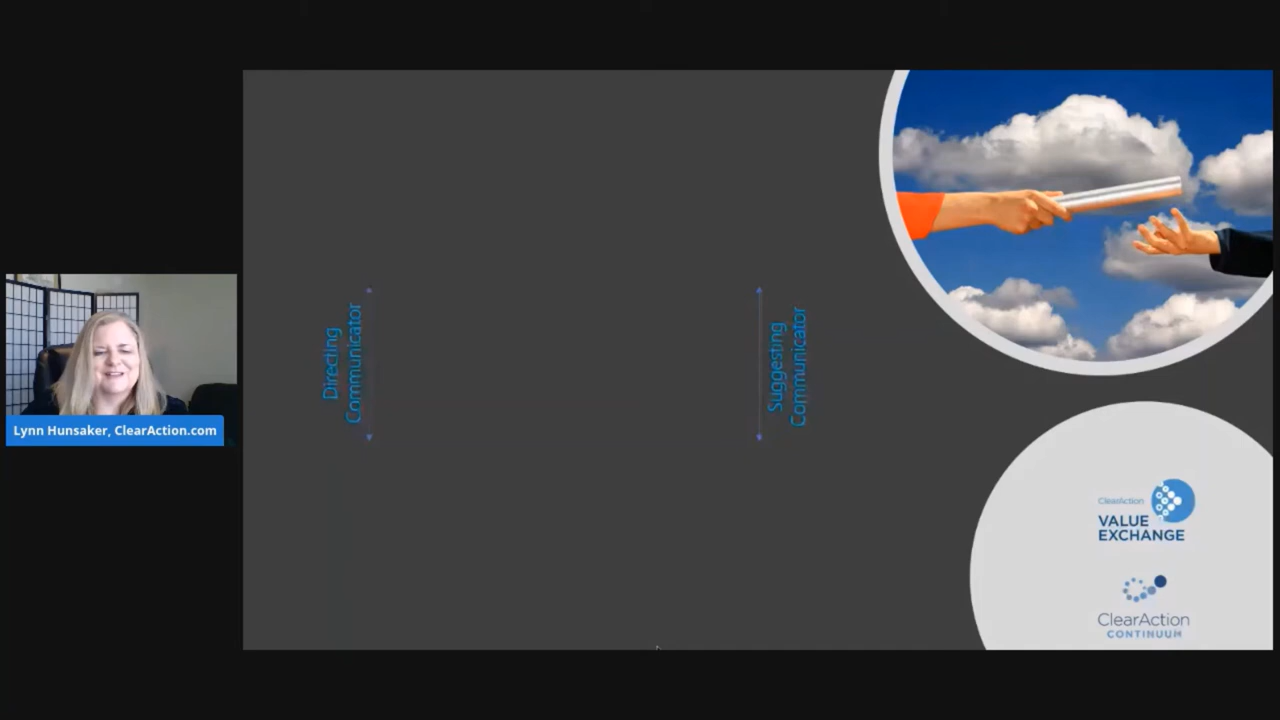 Directing
Communicator
Suggesting
Communicator
Lynn Hunsaker, ClearAction.com
ClearAction
VALUE
EXCHANGE
ClearAction
CONTINUUM